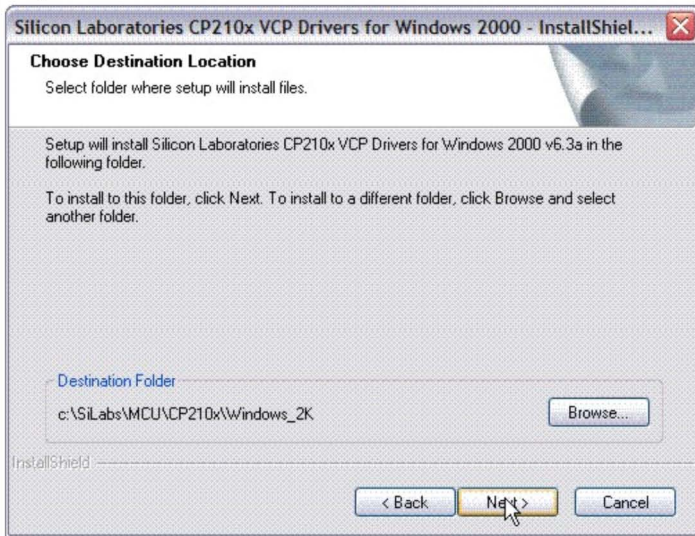 Silicon Laboratories CP210x VCP Drivers for Windows 2000 - InstallShiel...
Choose Destination Location
Select folder where setup will install files.
Setup will install Silicon Laboratories CP210x VCP Drivers for Windows 2000 v6.3a in the
following folder.
To install to this folder, click Next. To install to a different folder, click Browse and select
another folder.
Destination Folder
c:\SiLabs\MCU\CP210x\Windows_2K
Browse...
InstallShield
< Back
Next >
Cancel